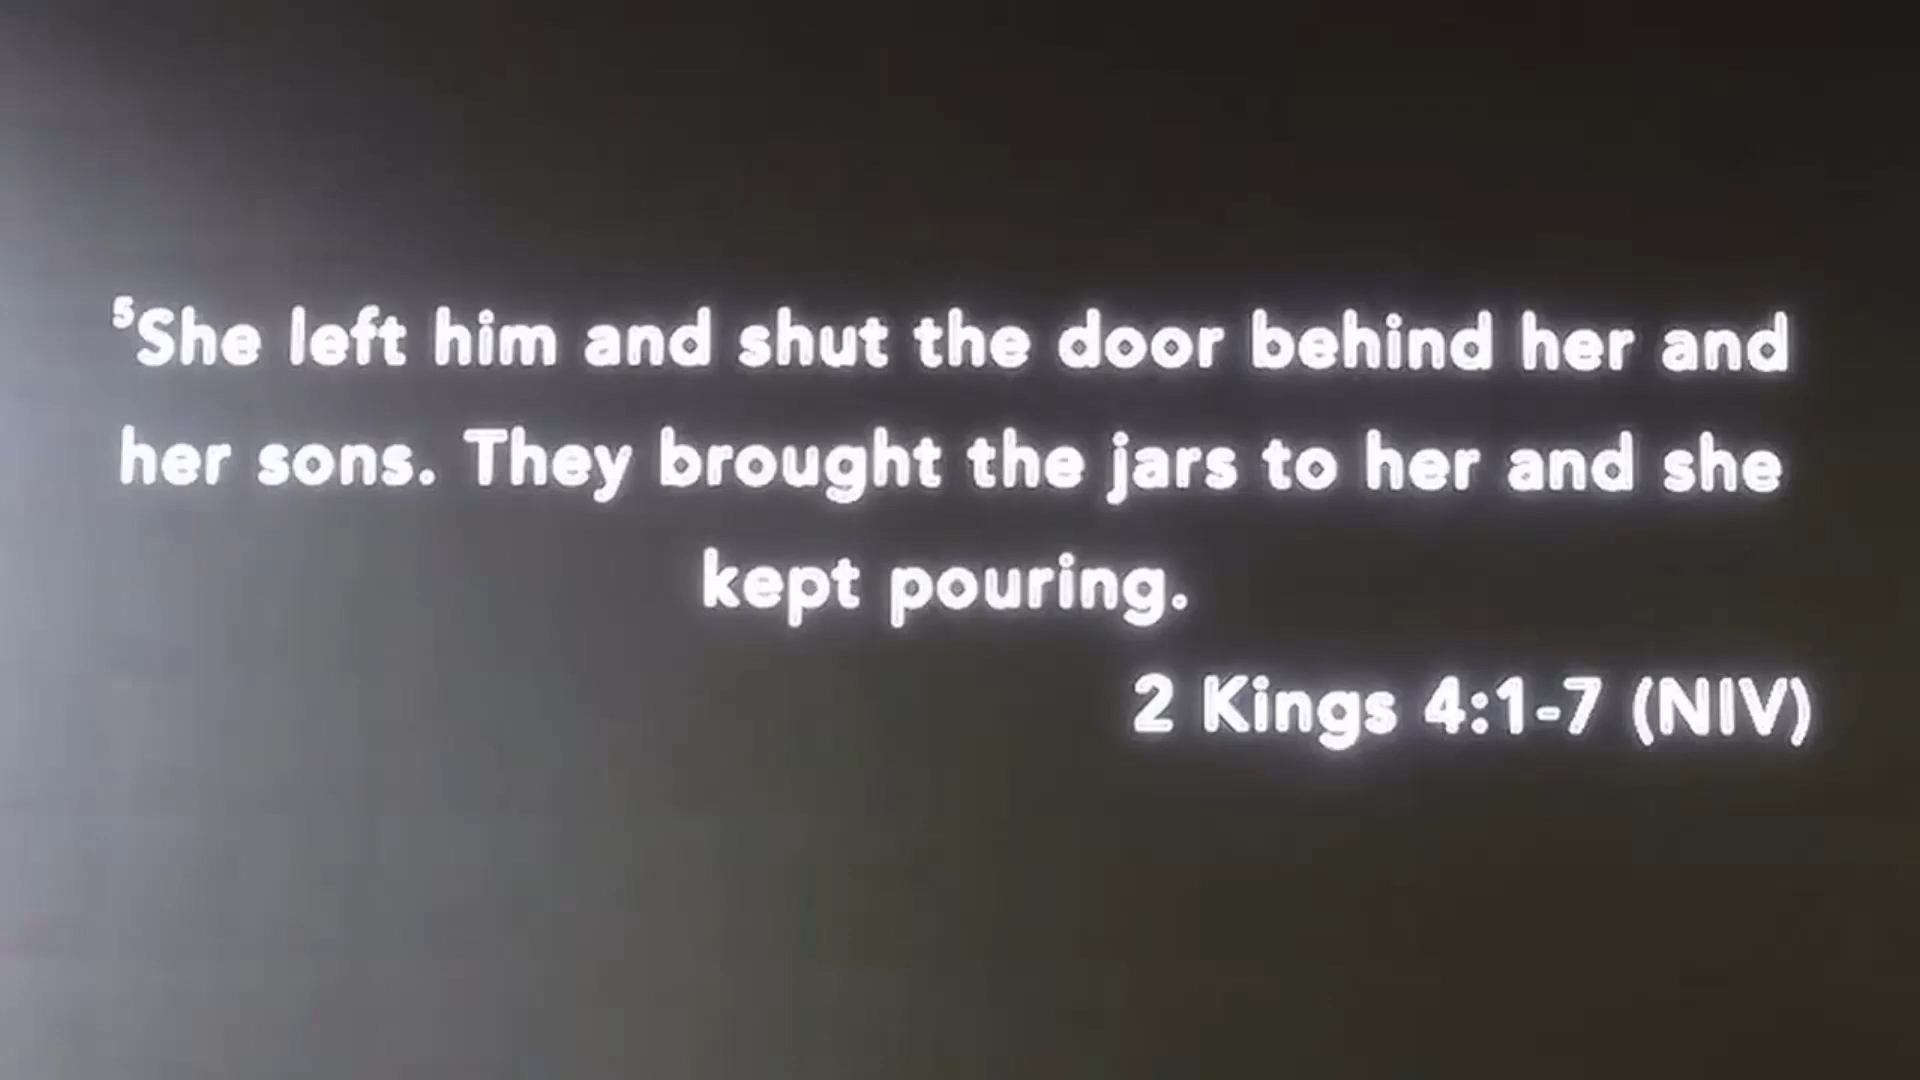 ⁵She left him and shut the door behind her and
her sons. They brought the jars to her and she
kept pouring.
2 Kings 4:1-7 (NIV)